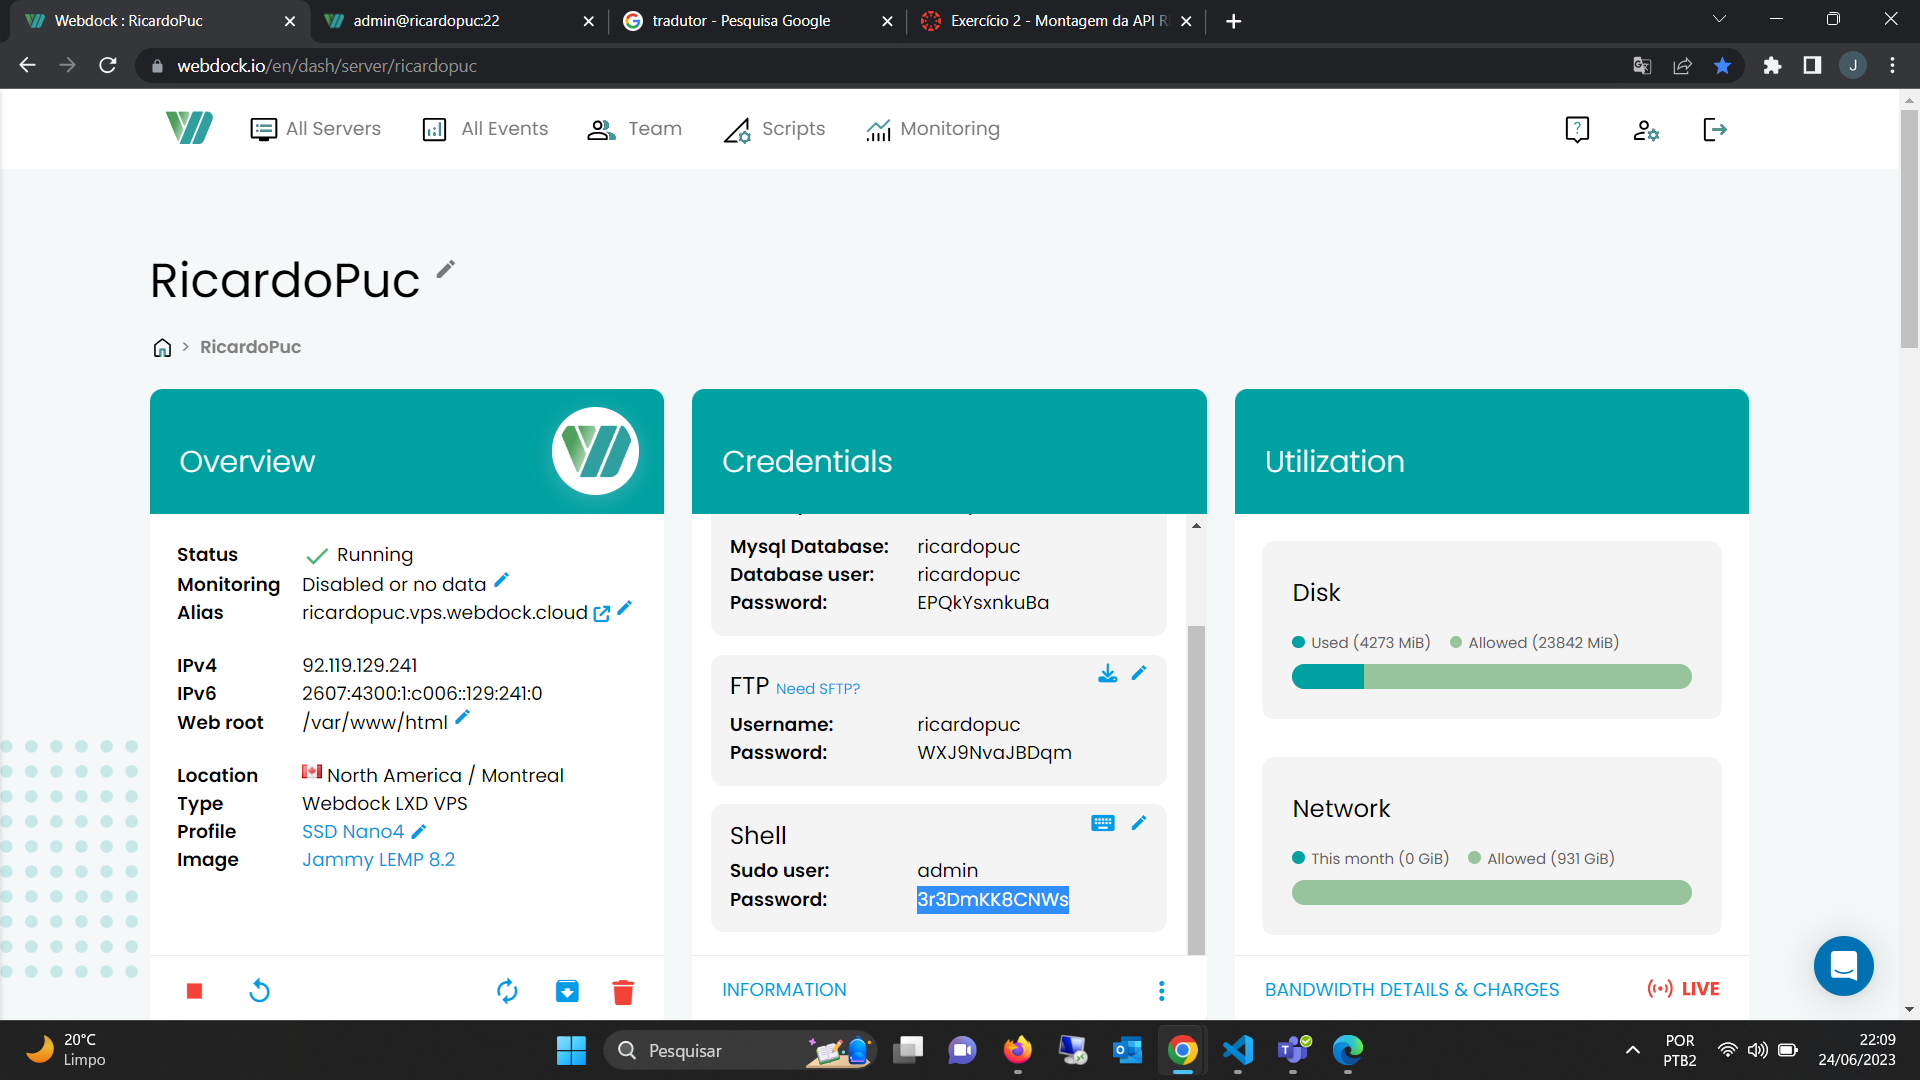 Webdock : RicardoPuc
admin@ricardopuc:22
tradutor - Pesquisa Google
Exercício 2 - Montagem da API R
webdock.io/en/dash/server/ricardopuc
J
All Servers
All Events
Team
Scripts
Monitoring
RicardoPuc
RicardoPuc
Overview
Status Running
Monitoring Disabled or no data
Alias ricardopuc.vps.webdock.cloud
IPv4 92.119.129.241
IPv6 2607:4300:1:c006::129:241:0
Web root /var/www/html
Location North America / Montreal
Type Webdock LXD VPS
Profile SSD Nano4
Image Jammy LEMP 8.2
Credentials
Mysql Database: ricardopuc
Database user: ricardopuc
Password: EPQkYsxnkuBa
FTP Need SFTP?
Username: ricardopuc
Password: WXJ9NvaJBDqm
Shell
Sudo user: admin
Password: 3r3DmKK8CNWs
INFORMATION
Utilization
Disk
Used (4273 MiB) Allowed (23842 MiB)
Network
This month (0 GiB) Allowed (931 GiB)
BANDWIDTH DETAILS & CHARGES
LIVE
20°C
Limpo
Pesquisar
POR
PTB2
22:09
24/06/2023